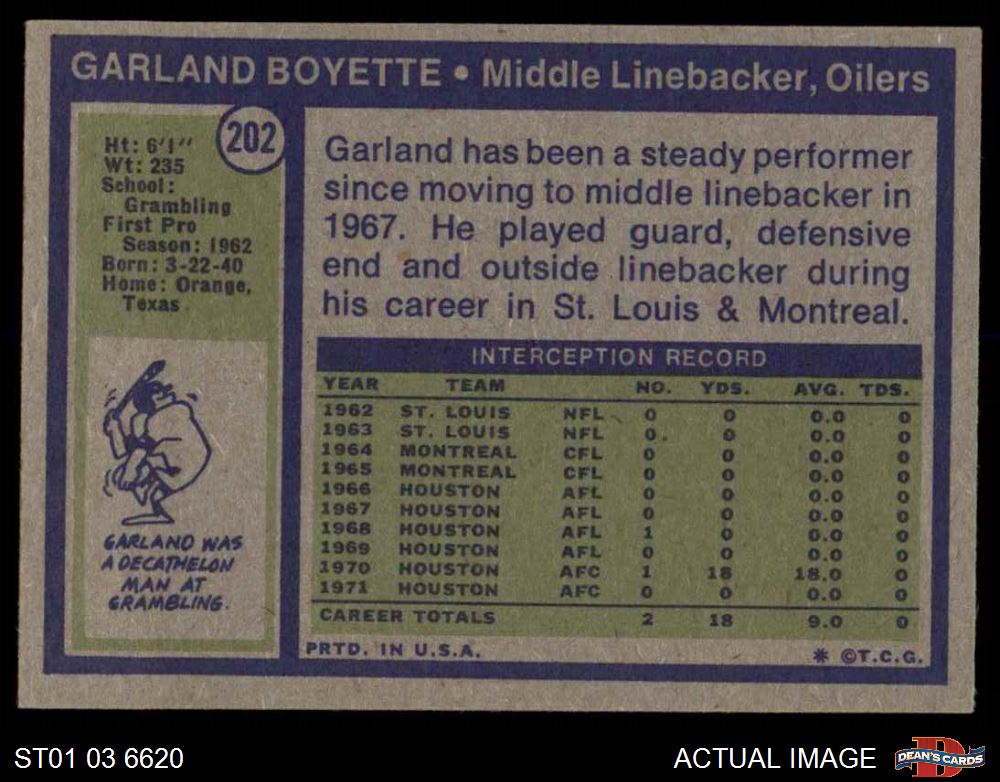 GARLAND BOYETTE • Middle Linebacker, Oilers
202
Ht: 6'1"
Wt: 235
School:
Grambling
First Pro
Season: 1962
Born: 3-22-40
Home: Orange,
Texas
Garland has been a steady performer
since moving to middle linebacker in
1967. He played guard, defensive
end and outside linebacker during
his career in St. Louis & Montreal.
GARLAND WAS
A DECATHELON
MAN AT
GRAMBLING.
INTERCEPTION RECORD
YEAR TEAM NO. YDS. AVG. TDS.
1962 ST. LOUIS NFL 0 0 0.0 0
1963 ST. LOUIS NFL 0 0 0.0 0
1964 MONTREAL CFL 0 0 0.0 0
1965 MONTREAL CFL 0 0 0.0 0
1966 HOUSTON AFL 0 0 0.0 0
1967 HOUSTON AFL 0 0 0.0 0
1968 HOUSTON AFL 1 0 0.0 0
1969 HOUSTON AFL 0 0 0.0 0
1970 HOUSTON AFC 1 18 18.0 0
1971 HOUSTON AFC 0 0 0.0 0
CAREER TOTALS 2 18 9.0 0
PRTD. IN U.S.A. * ©T.C.G.
ST01 03 6620 ACTUAL IMAGE
D
DEAN'S CARDS